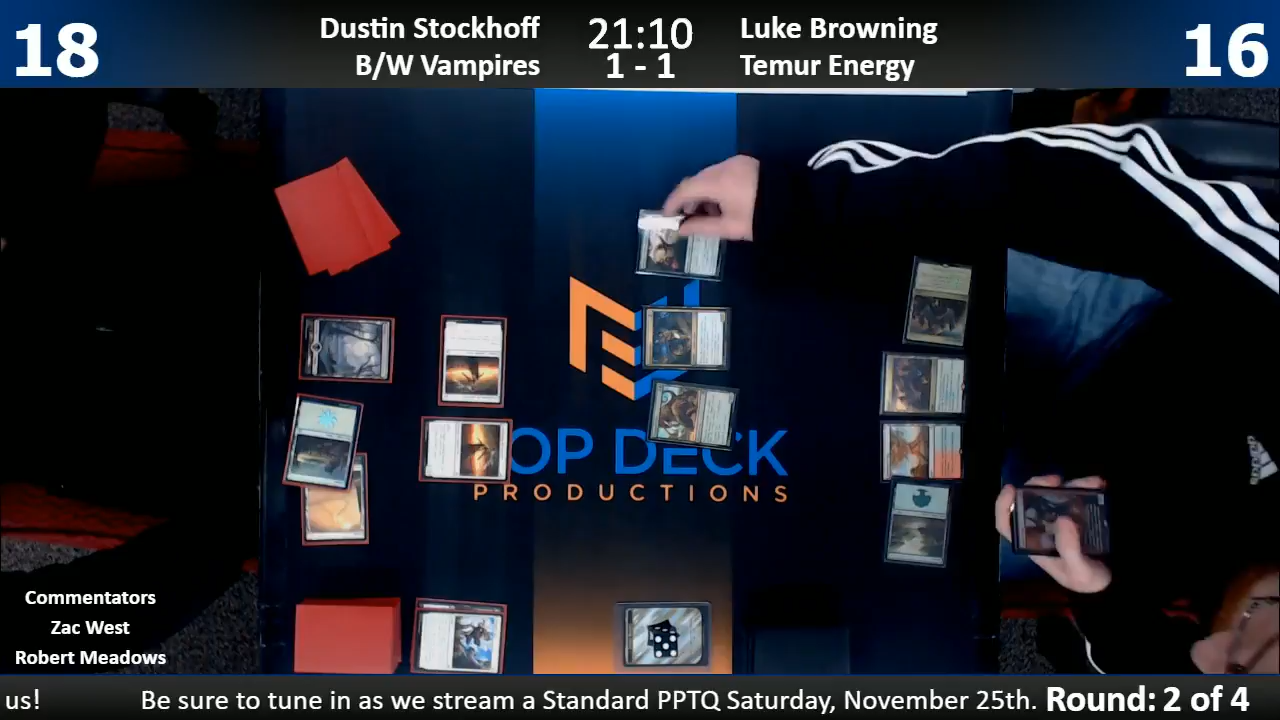 18
Dustin Stockhoff
B/W Vampires
21:10
1 - 1
Luke Browning
Temur Energy
16
OP DECK
PRODUCTIONS
Commentators
Zac West
Robert Meadows
us!
Be sure to tune in as we stream a Standard PPTQ Saturday, November 25th.
Round: 2 of 4